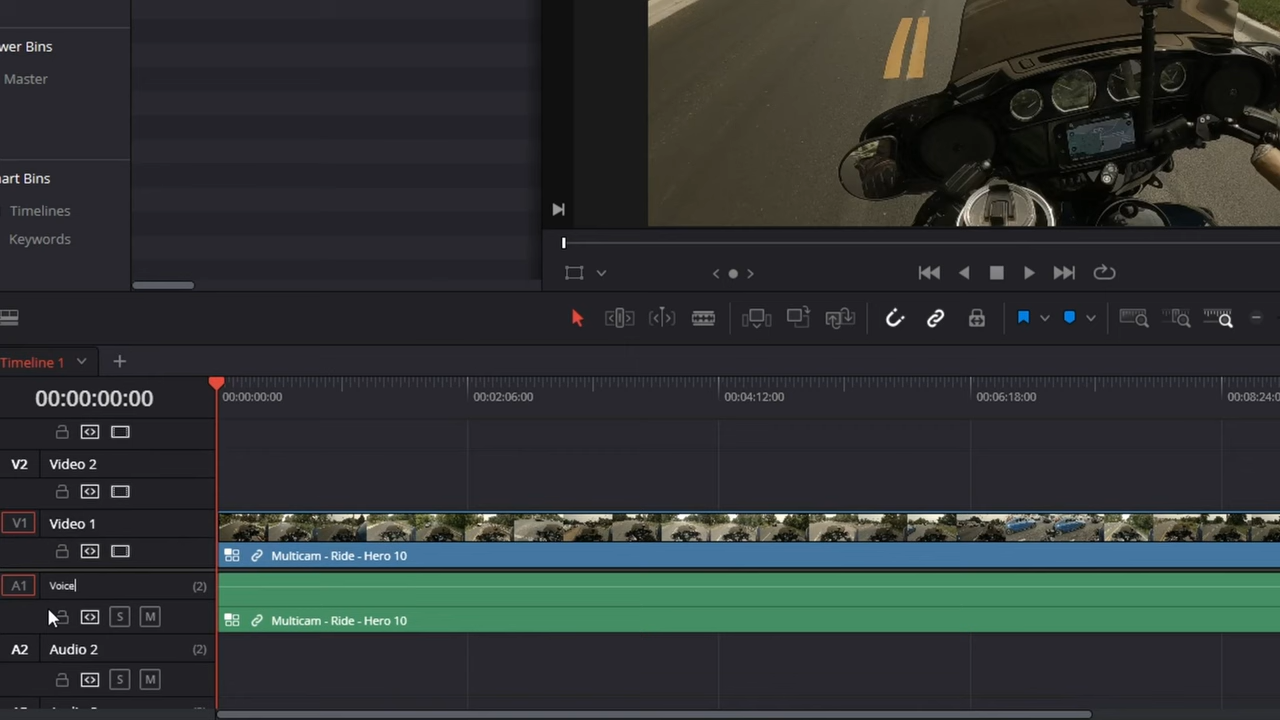 wer Bins
Master
art Bins
Timelines
Keywords
Timeline 1
00:00:00:00
00:00:00:00
00:02:06:00
00:04:12:00
00:06:18:00
00:08:24:0
V2 Video 2
V1 Video 1
Multicam - Ride - Hero 10
A1 Voice (2)
S M
Multicam - Ride - Hero 10
A2 Audio 2 (2)
S M